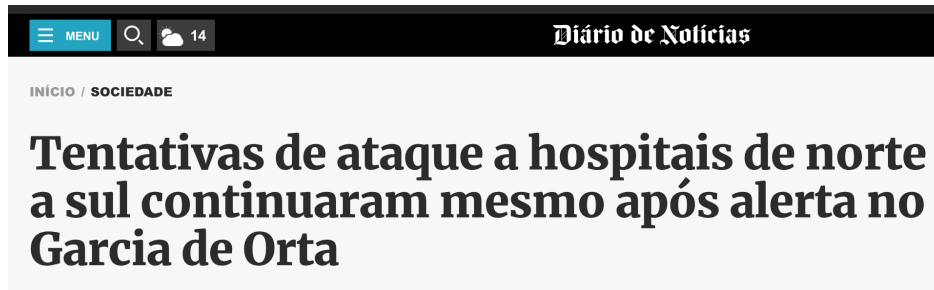 MENU 14 Diário de Notícias
INÍCIO / SOCIEDADE
Tentativas de ataque a hospitais de norte
a sul continuaram mesmo após alerta no
Garcia de Orta